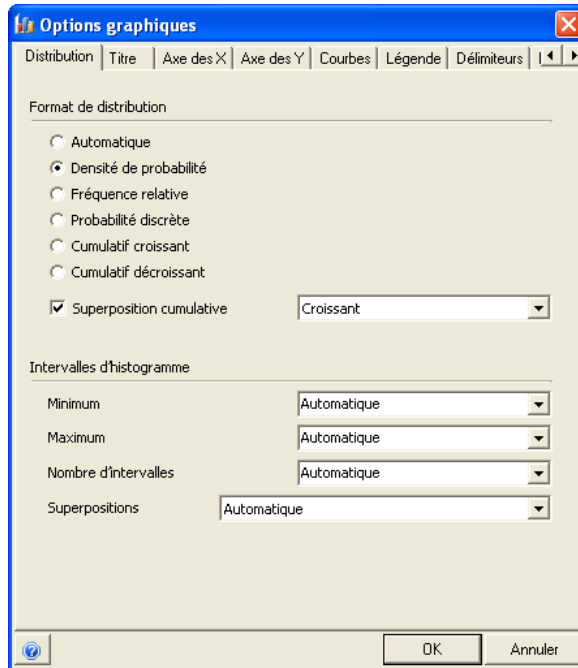 Options graphiques
Distribution Titre Axe des X Axe des Y Courbes Légende Délimiteurs
Format de distribution
Automatique
Densité de probabilité
Fréquence relative
Probabilité discrète
Cumulatif croissant
Cumulatif décroissant
Superposition cumulative Croissant
Intervalles d'histogramme
Minimum Automatique
Maximum Automatique
Nombre d'intervalles Automatique
Superpositions Automatique
OK Annuler